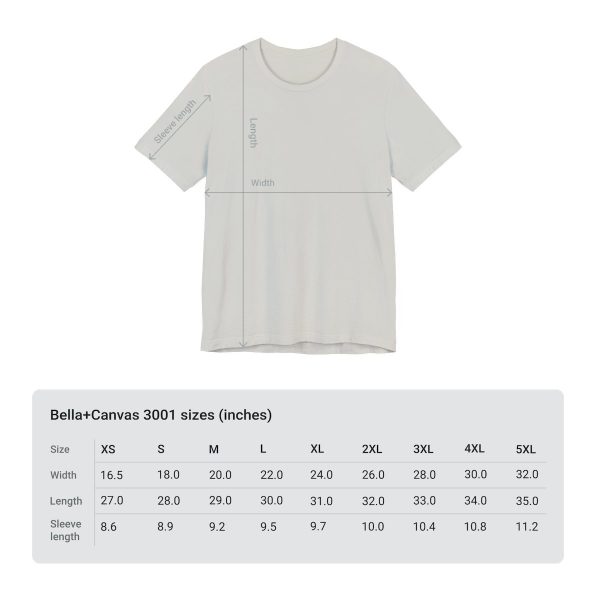 Sleeve length
Length
Width
Bella+Canvas 3001 sizes (inches)
Size XS S M L XL 2XL 3XL 4XL 5XL
Width 16.5 18.0 20.0 22.0 24.0 26.0 28.0 30.0 32.0
Length 27.0 28.0 29.0 30.0 31.0 32.0 33.0 34.0 35.0
Sleeve length 8.6 8.9 9.2 9.5 9.7 10.0 10.4 10.8 11.2